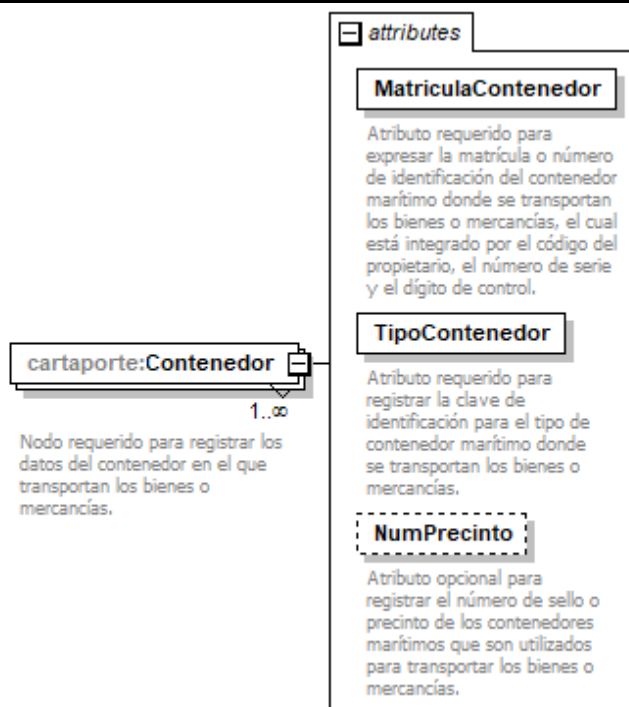 attributes
MatriculaContenedor
Atributo requerido para
expresar la matrícula o número
de identificación del contenedor
marítimo donde se transportan
los bienes o mercancías, el cual
está integrado por el código del
propietario, el número de serie
y el dígito de control.
TipoContenedor
Atributo requerido para
registrar la clave de
identificación para el tipo de
contenedor marítimo donde
se transportan los bienes o
mercancías.
NumPrecinto
Atributo opcional para
registrar el número de sello o
precinto de los contenedores
marítimos que son utilizados
para transportar los bienes o
mercancías.
cartaporte:Contenedor
1..∞
Nodo requerido para registrar los
datos del contenedor en el que
transportan los bienes o
mercancías.